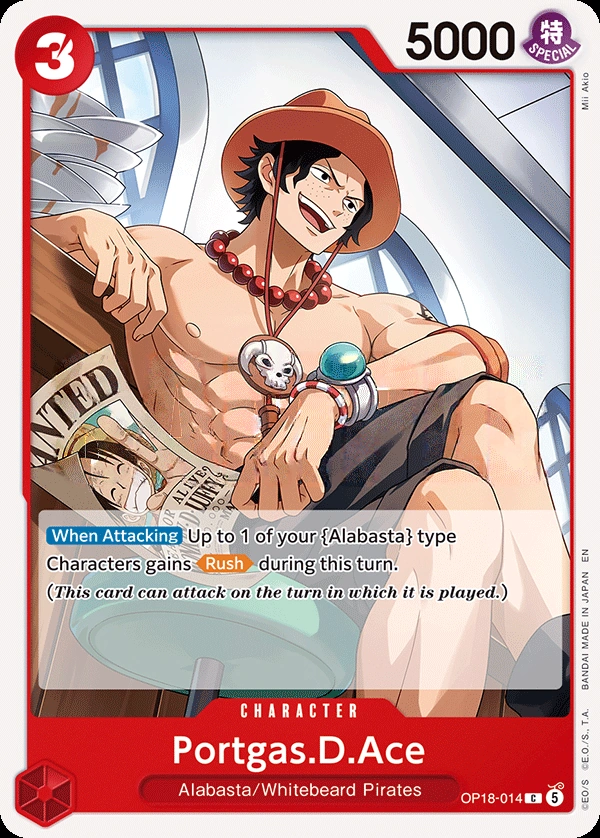 3
5000
特
SPECIAL
Mii Akio
WANTED
ALIVE
LUFFY
When Attacking Up to 1 of your {Alabasta} type
Characters gains Rush during this turn.
(This card can attack on the turn in which it is played.)
CHARACTER
Portgas.D.Ace
Alabasta/Whitebeard Pirates
OP18-014 C 5
©EO/S ©E.O./S., T.A. BANDAI MADE IN JAPAN EN